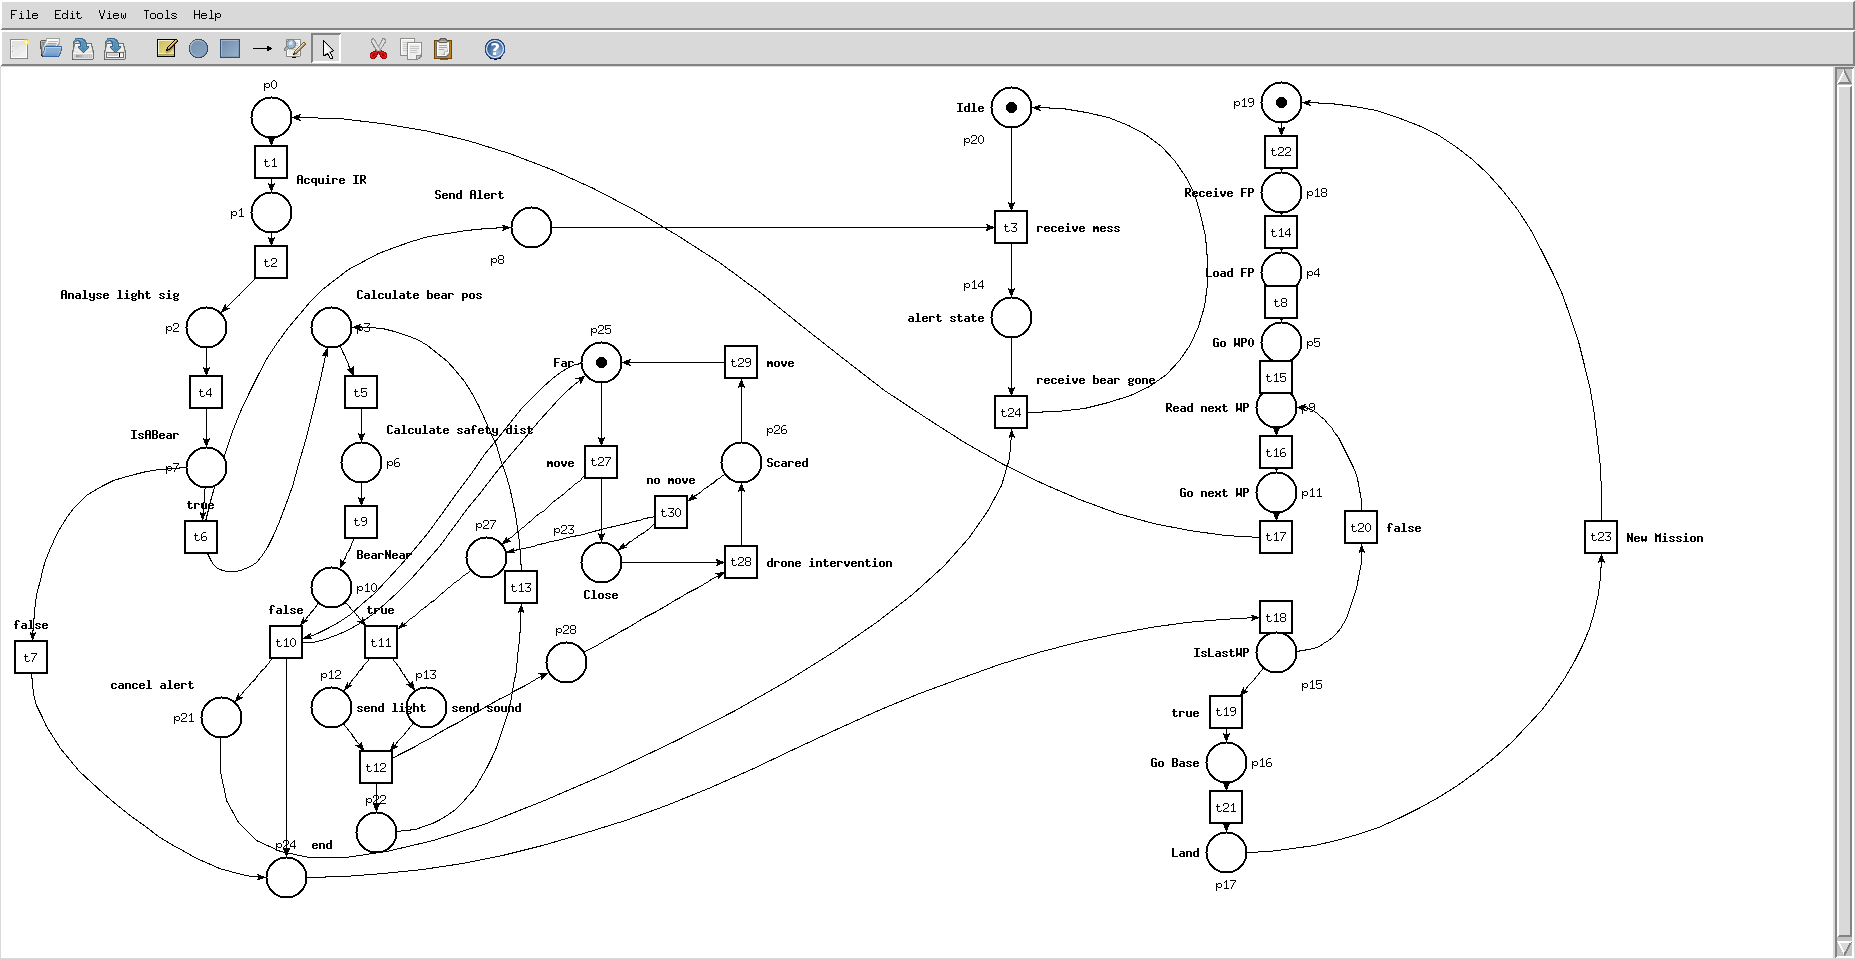 File Edit View Tools Help
p0
Idle
p19
p20
t1
t22
Acquire IR
Send Alert
Receive FP
p18
p1
t3
receive mess
t14
t2
p8
Load FP
p4
Analyse light sig
Calculate bear pos
p14
t8
p2
p3
alert state
p25
Go WP0
p5
Far
t29
move
t15
receive bear gone
t4
t5
Read next WP
p9
t24
IsABear
Calculate safety dist
p26
t16
p7
p6
move
t27
Scared
no move
Go next WP
p11
true
t30
t6
t9
p27
p23
t17
t20
false
t23
New Mission
BearNear
t28
drone intervention
p10
t13
Close
false
true
t18
false
t10
t11
p28
t7
IsLastWP
p12
p13
cancel alert
p15
send light
send sound
p21
true
t19
t12
Go Base
p16
p22
t21
p24
end
Land
p17